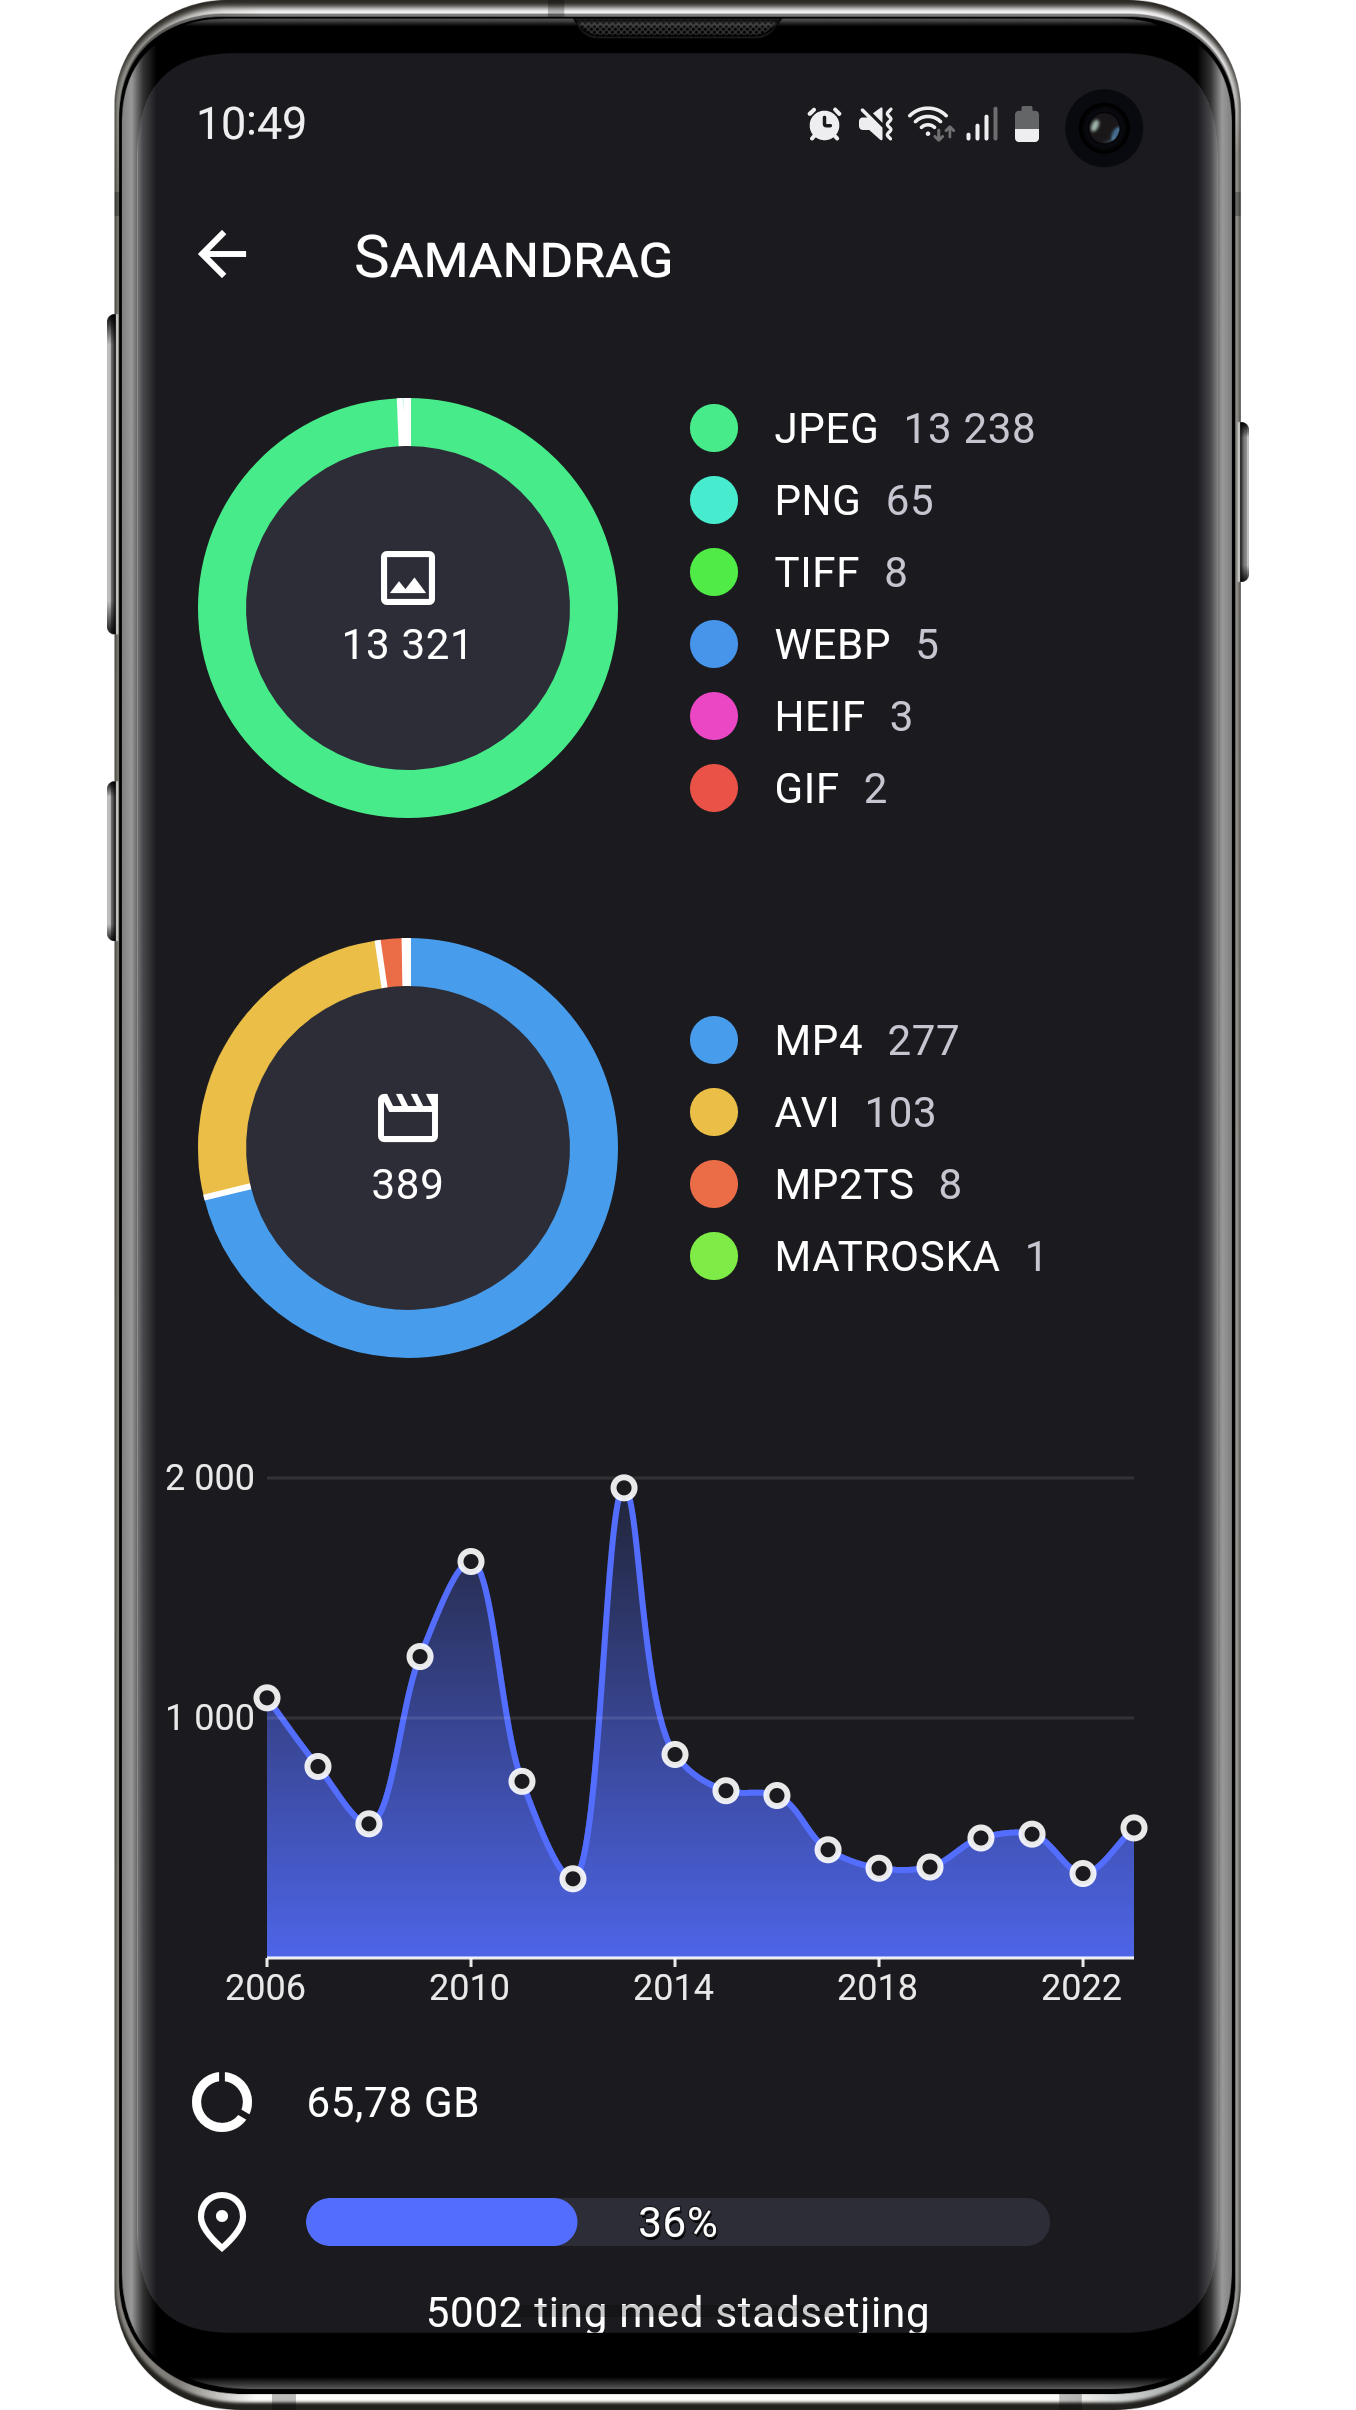 10:49
SAMANDRAG
JPEG 13 238
PNG 65
TIFF 8
WEBP 5
HEIF 3
GIF 2
13 321
MP4 277
AVI 103
MP2TS 8
MATROSKA 1
389
2 000
1 000
2006 2010 2014 2018 2022
65,78 GB
36%
5002 ting med stadsetjing